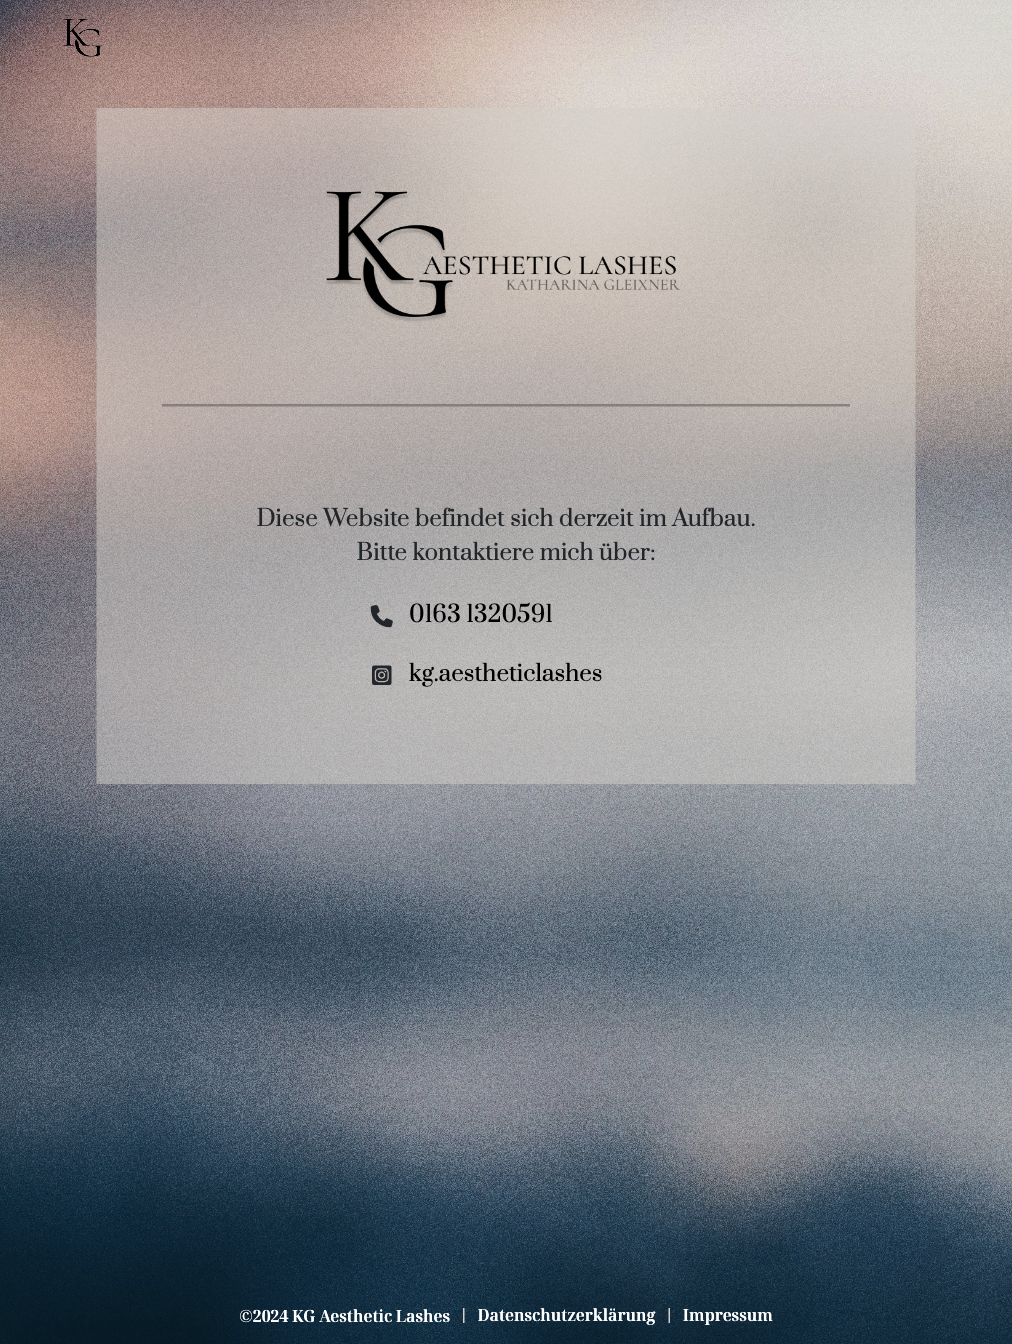 KG
KG
AESTHETIC LASHES
KATHARINA GLEIXNER
Diese Website befindet sich derzeit im Aufbau.
Bitte kontaktiere mich über:
0163 1320591
kg.aestheticlashes
©2024 KG Aesthetic Lashes | Datenschutzerklärung | Impressum